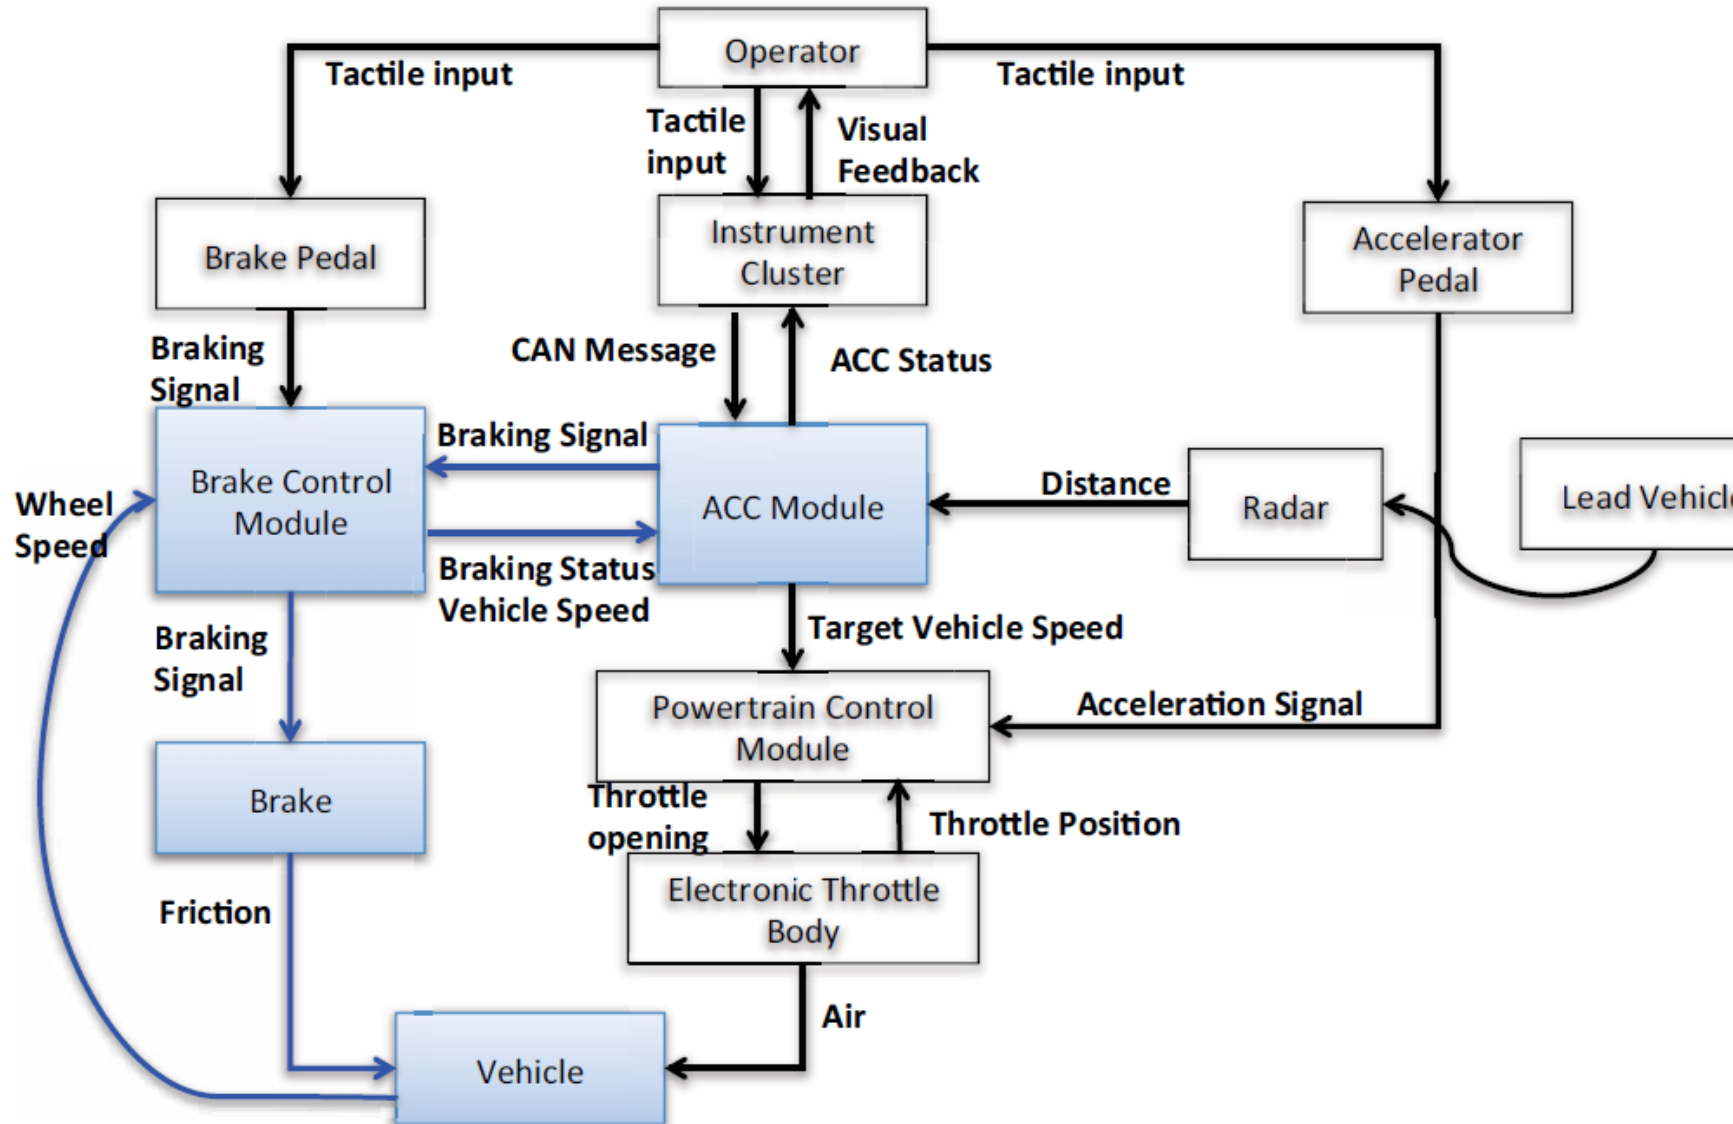 Operator
Tactile input
Tactile input
Tactile
input
Visual
Feedback
Brake Pedal
Instrument
Cluster
Accelerator
Pedal
Braking
Signal
CAN Message
ACC Status
Braking Signal
Wheel
Speed
Brake Control
Module
ACC Module
Distance
Radar
Lead Vehicle
Braking Status
Vehicle Speed
Braking
Signal
Target Vehicle Speed
Powertrain Control
Module
Acceleration Signal
Brake
Throttle
opening
Throttle Position
Electronic Throttle
Body
Friction
Air
Vehicle